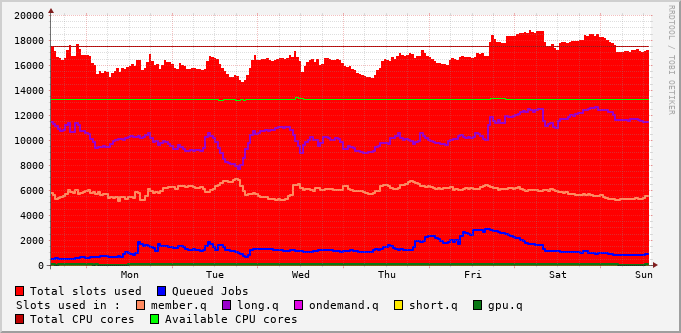 20000
18000
16000
14000
12000
10000
8000
6000
4000
2000
0
Mon Tue Wed Thu Fri Sat Sun
RRDTOOL / TOBI OETIKER
Total slots used Queued Jobs
Slots used in : member.q long.q ondemand.q short.q gpu.q
Total CPU cores Available CPU cores